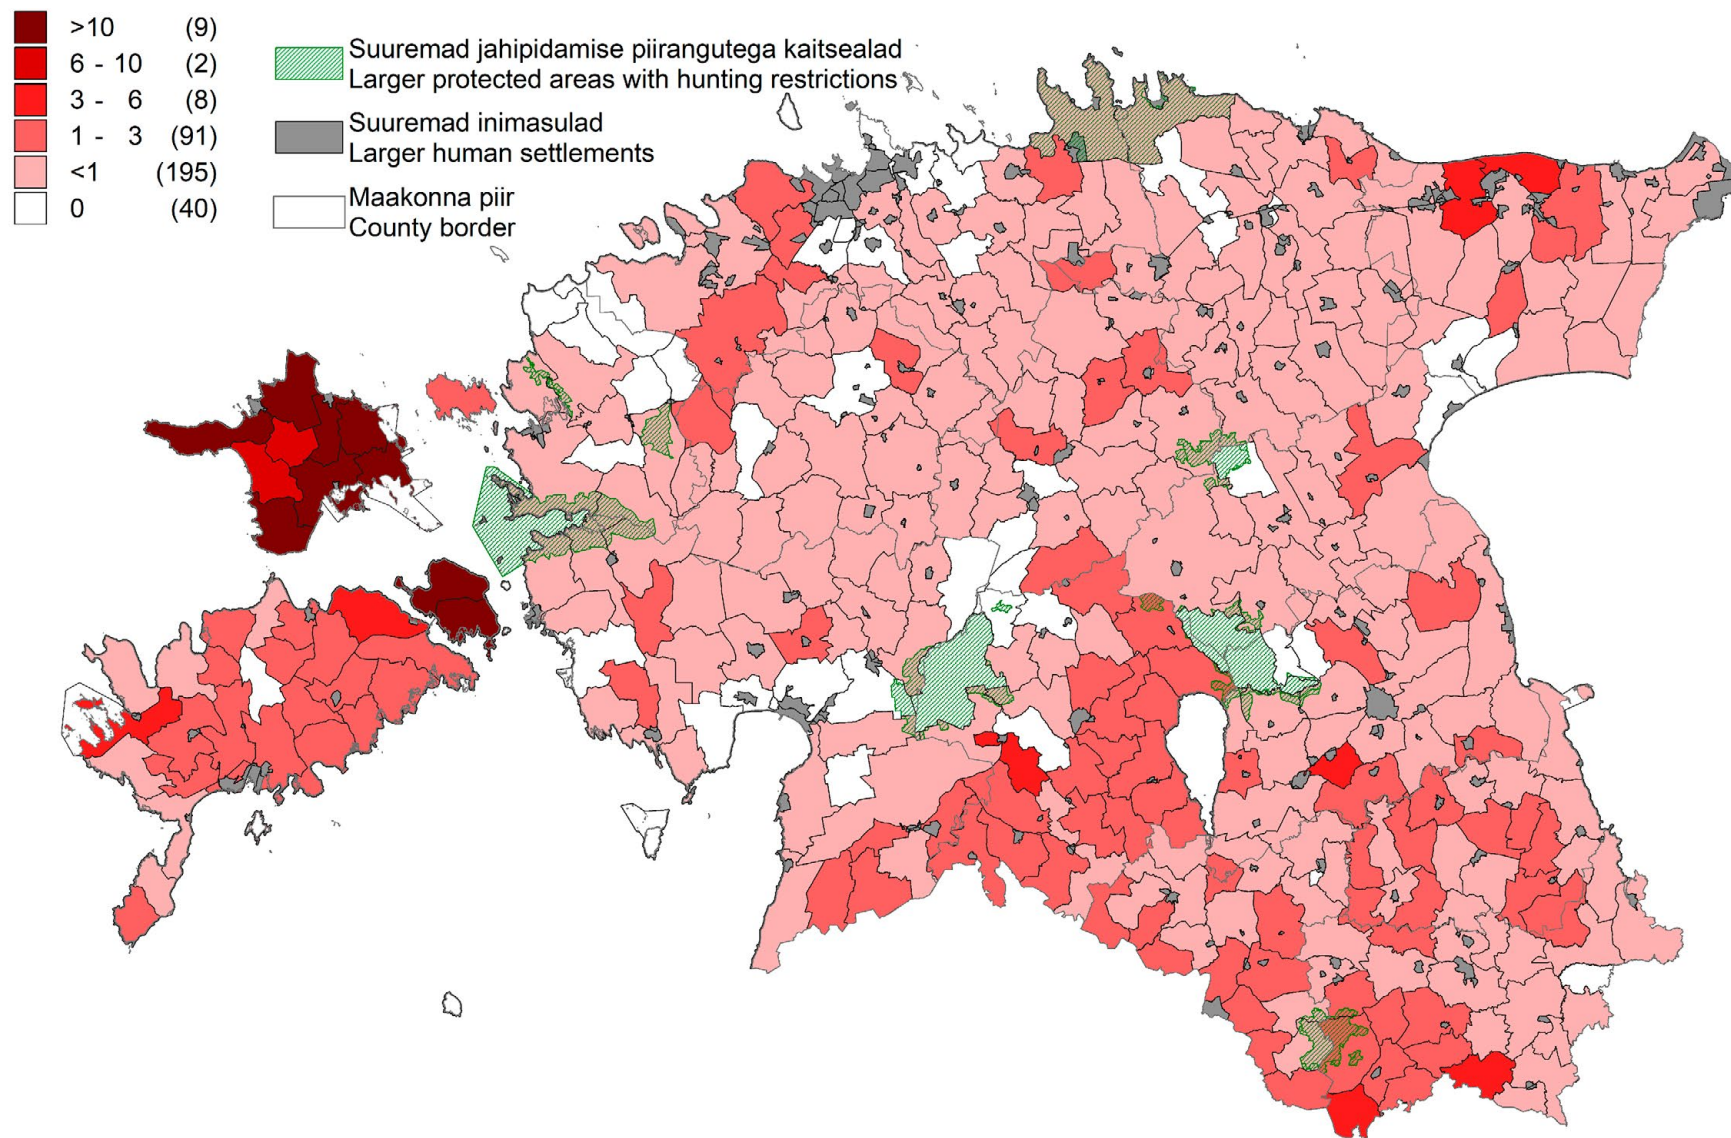 >10 (9)
6 - 10 (2)
3 - 6 (8)
1 - 3 (91)
<1 (195)
0 (40)
Suuremad jahipidamise piirangutega kaitsealad
Larger protected areas with hunting restrictions
Suuremad inimasulad
Larger human settlements
Maakonna piir
County border